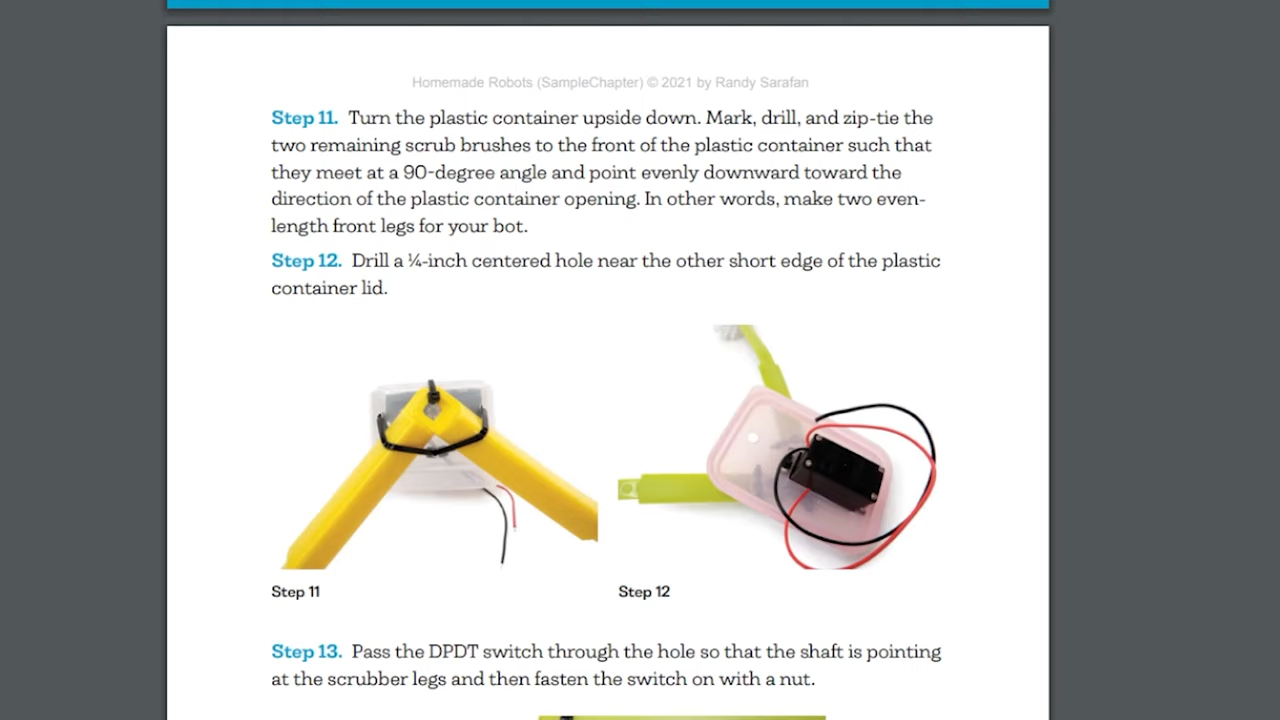 Homemade Robots (SampleChapter) © 2021 by Randy Sarafan
Step 11. Turn the plastic container upside down. Mark, drill, and zip-tie the
two remaining scrub brushes to the front of the plastic container such that
they meet at a 90-degree angle and point evenly downward toward the
direction of the plastic container opening. In other words, make two even-
length front legs for your bot.
Step 12. Drill a ¼-inch centered hole near the other short edge of the plastic
container lid.
Step 11
Step 12
Step 13. Pass the DPDT switch through the hole so that the shaft is pointing
at the scrubber legs and then fasten the switch on with a nut.